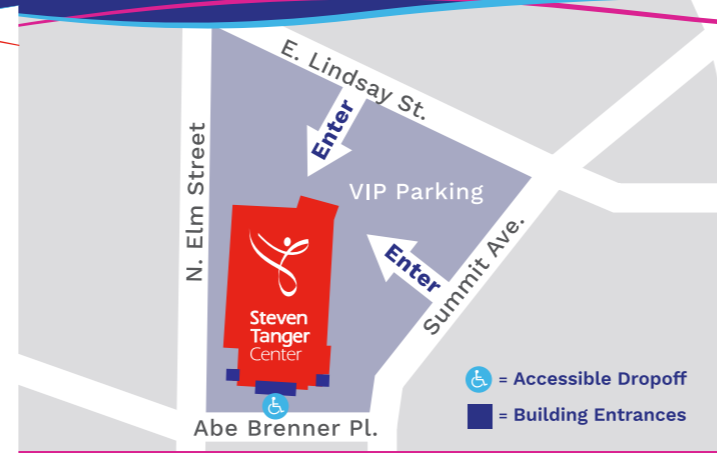 E. Lindsay St.
Enter
N. Elm Street
VIP Parking
Enter
Summit Ave.
Steven
Tanger
Center
= Accessible Dropoff
= Building Entrances
Abe Brenner Pl.